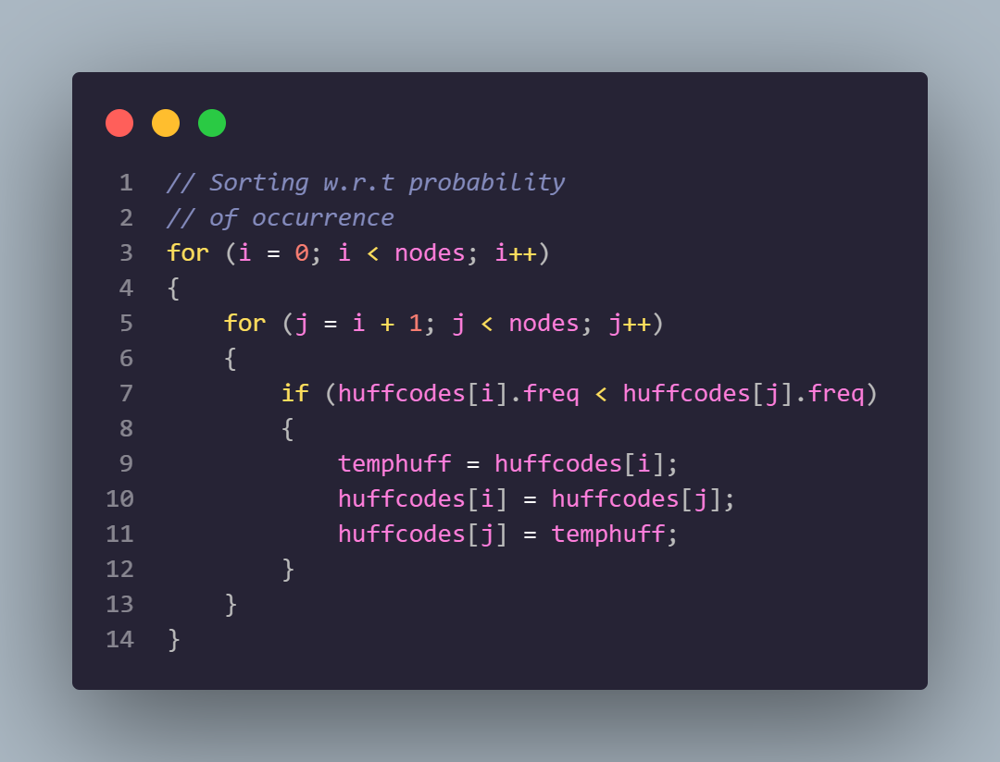 1 // Sorting w.r.t probability
2 // of occurrence
3 for (i = 0; i < nodes; i++)
4 {
5     for (j = i + 1; j < nodes; j++)
6     {
7         if (huffcodes[i].freq < huffcodes[j].freq)
8         {
9             temphuff = huffcodes[i];
10             huffcodes[i] = huffcodes[j];
11             huffcodes[j] = temphuff;
12         }
13     }
14 }